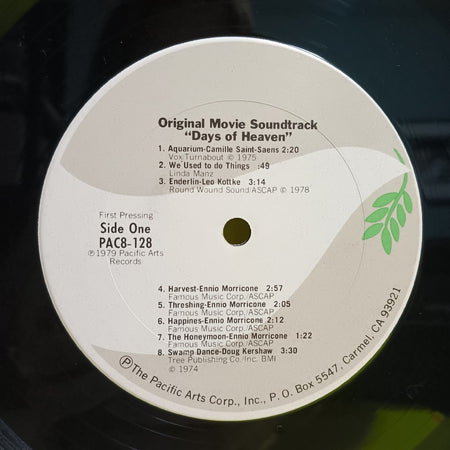 Original Movie Soundtrack
"Days of Heaven"
1. Aquarium-Camille Saint-Saens 2:20
Vox Turnabout © 1975
2. We Used to do Things :49
Linda Manz
3. Enderlin-Leo Kottke 3:14
Round Wound Sound/ASCAP © 1978
First Pressing
Side One
PAC8-128
℗1979 Pacific Arts
Records
4. Harvest-Ennio Morricone 2:57
Famous Music Corp./ASCAP
5. Threshing-Ennio Morricone 2:05
Famous Music Corp./ASCAP
6. Happines-Ennio Morricone 2:12
Famous Music Corp./ASCAP
7. The Honeymoon-Ennio Morricone 1:22
Famous Music Corp./ASCAP
8. Swamp Dance-Doug Kershaw 3:30
Tree Publishing Co./Inc. BMI
© 1974
℗The Pacific Arts Corp., Inc., P. O. Box 5547, Carmel, CA 93921